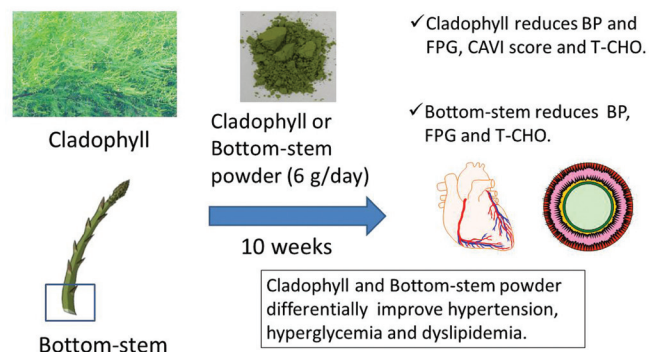 Cladophyll
Bottom-stem
Cladophyll or
Bottom-stem
powder (6 g/day)
10 weeks
✓Cladophyll reduces BP and
FPG, CAVI score and T-CHO.
✓Bottom-stem reduces BP,
FPG and T-CHO.
Cladophyll and Bottom-stem powder
differentially improve hypertension,
hyperglycemia and dyslipidemia.